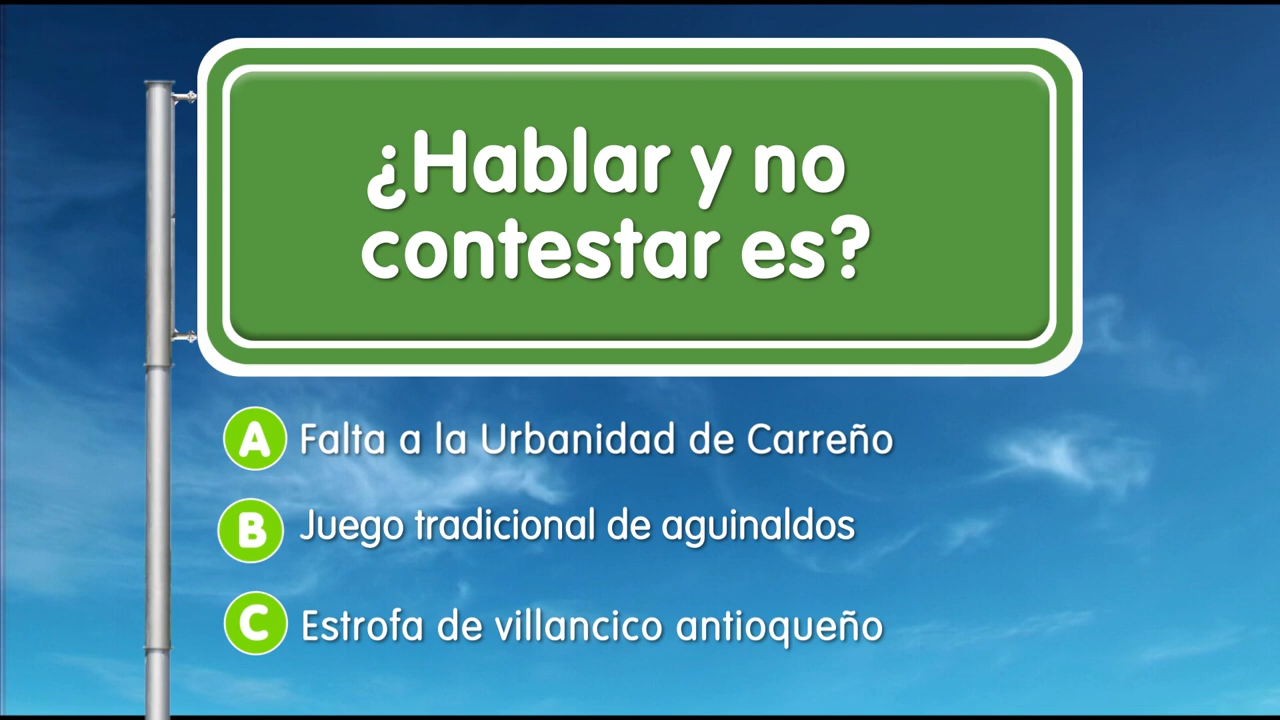 ¿Hablar y no
contestar es?
A Falta a la Urbanidad de Carreño
B Juego tradicional de aguinaldos
C Estrofa de villancico antioqueño